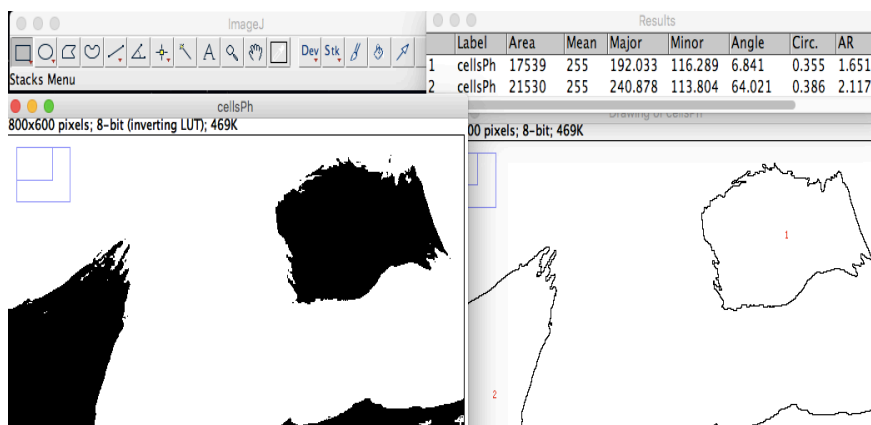 ImageJ
A Dev Stk
Stacks Menu
Results
Label Area Mean Major Minor Angle Circ. AR
1 cellsPh 17539 255 192.033 116.289 6.841 0.355 1.651
2 cellsPh 21530 255 240.878 113.804 64.021 0.386 2.117
cellsPh
800x600 pixels; 8-bit (inverting LUT); 469K
Drawing of cellsPh
00 pixels; 8-bit; 469K
1
2